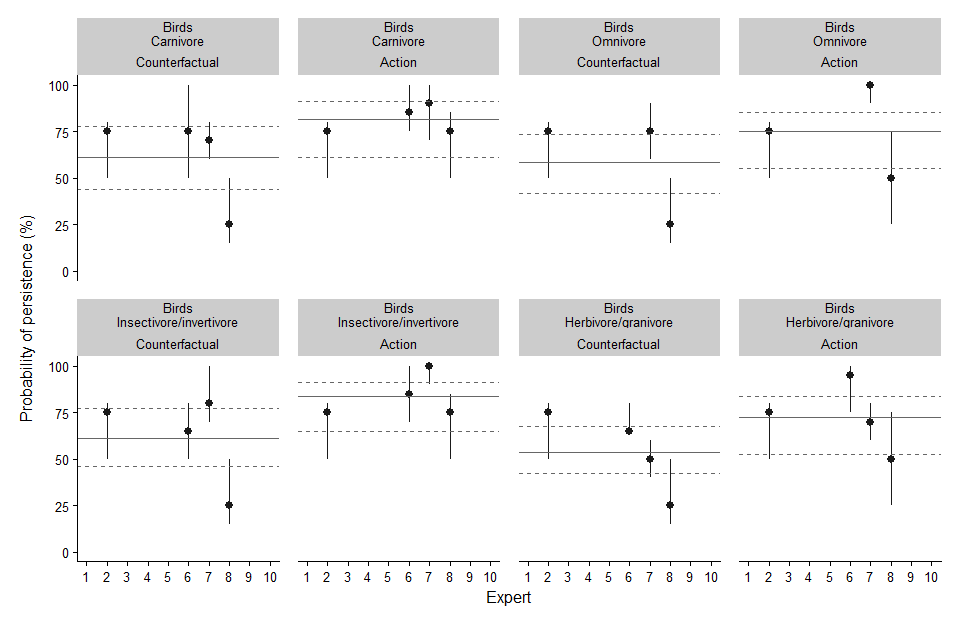 Birds
Carnivore
Counterfactual
Birds
Carnivore
Action
Birds
Omnivore
Counterfactual
Birds
Omnivore
Action
100
75
50
25
0
Birds
Insectivore/invertivore
Counterfactual
Birds
Insectivore/invertivore
Action
Birds
Herbivore/granivore
Counterfactual
Birds
Herbivore/granivore
Action
100
75
50
25
0
1 2 3 4 5 6 7 8 9 10
1 2 3 4 5 6 7 8 9 10
1 2 3 4 5 6 7 8 9 10
1 2 3 4 5 6 7 8 9 10
Probability of persistence (%)
Expert